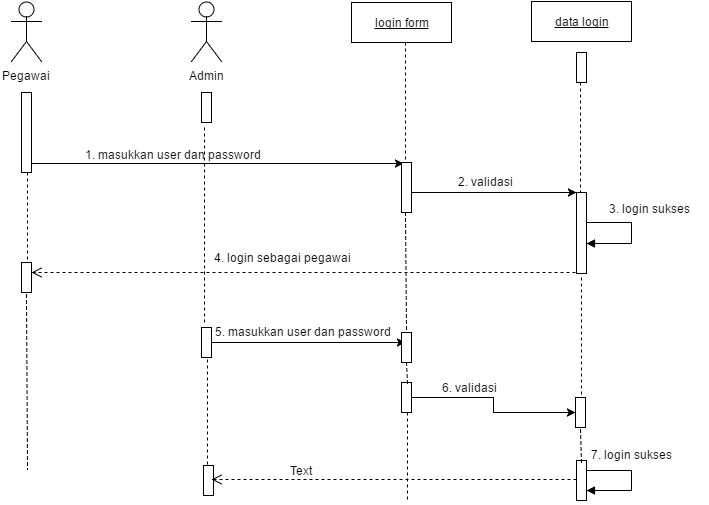 login form
data login
Pegawai
Admin
1. masukkan user dan password
2. validasi
3. login sukses
4. login sebagai pegawai
5. masukkan user dan password
6. validasi
7. login sukses
Text